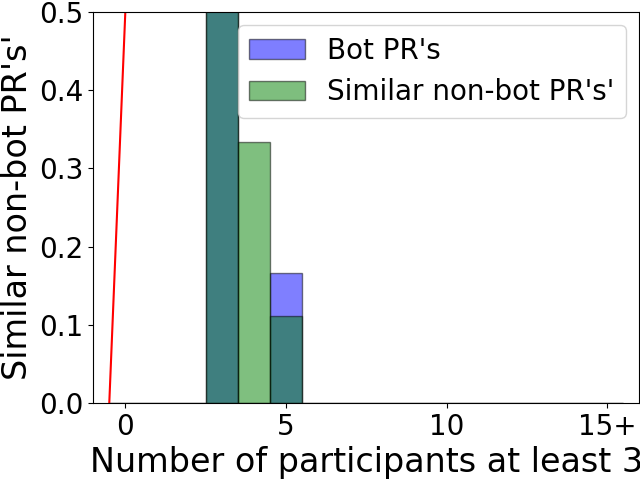 Similar non-bot PR's'
0.5
0.4
0.3
0.2
0.1
0.0
Bot PR's
Similar non-bot PR's'
0
5
10
15+
Number of participants at least 3